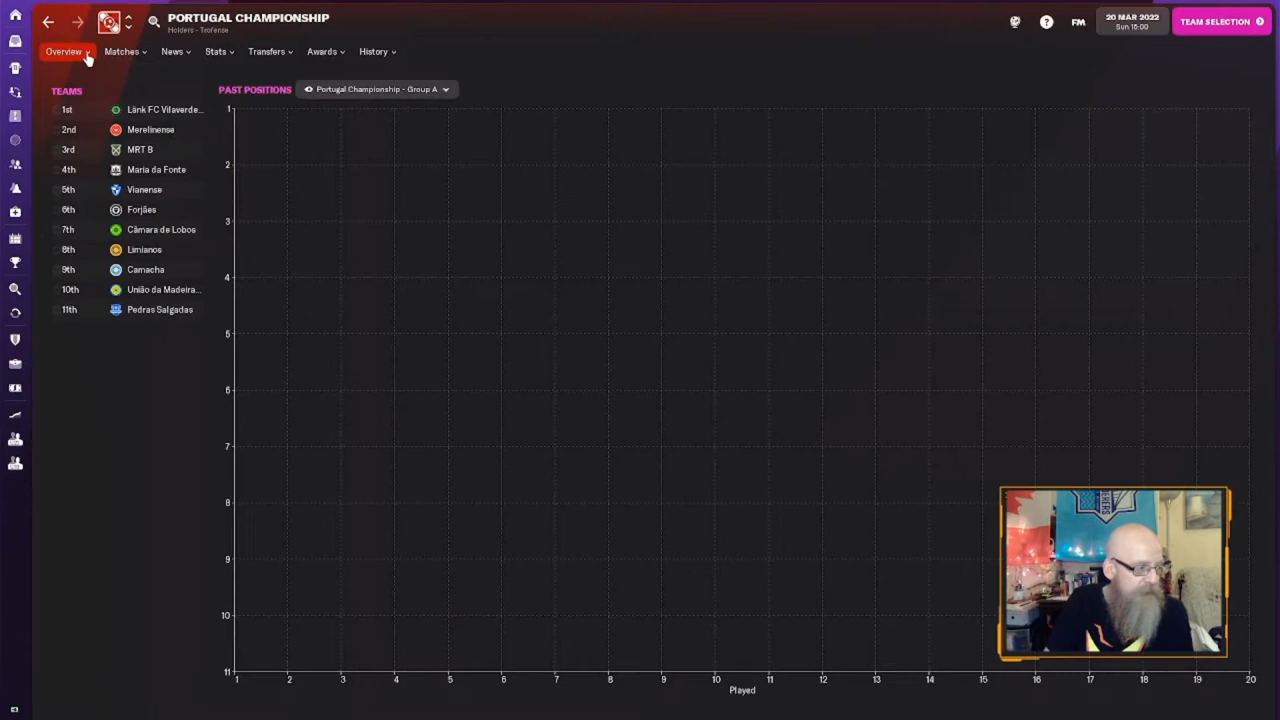 PORTUGAL CHAMPIONSHIP
Holders - Trofense
20 MAR 2022
Sun 15:00
FM
TEAM SELECTION
Overview
Matches
News
Stats
Transfers
Awards
History
TEAMS
1st Länk FC Vilaverde...
2nd Merelinense
3rd MRT B
4th Maria da Fonte
5th Vianense
6th Forjães
7th Câmara de Lobos
8th Limianos
9th Camacha
10th União da Madeira...
11th Pedras Salgadas
PAST POSITIONS
Portugal Championship - Group A
1
2
3
4
5
6
7
8
9
10
11
1 2 3 4 5 6 7 8 9 10 11 12 13 14 15 16 17 18 19 20
Played